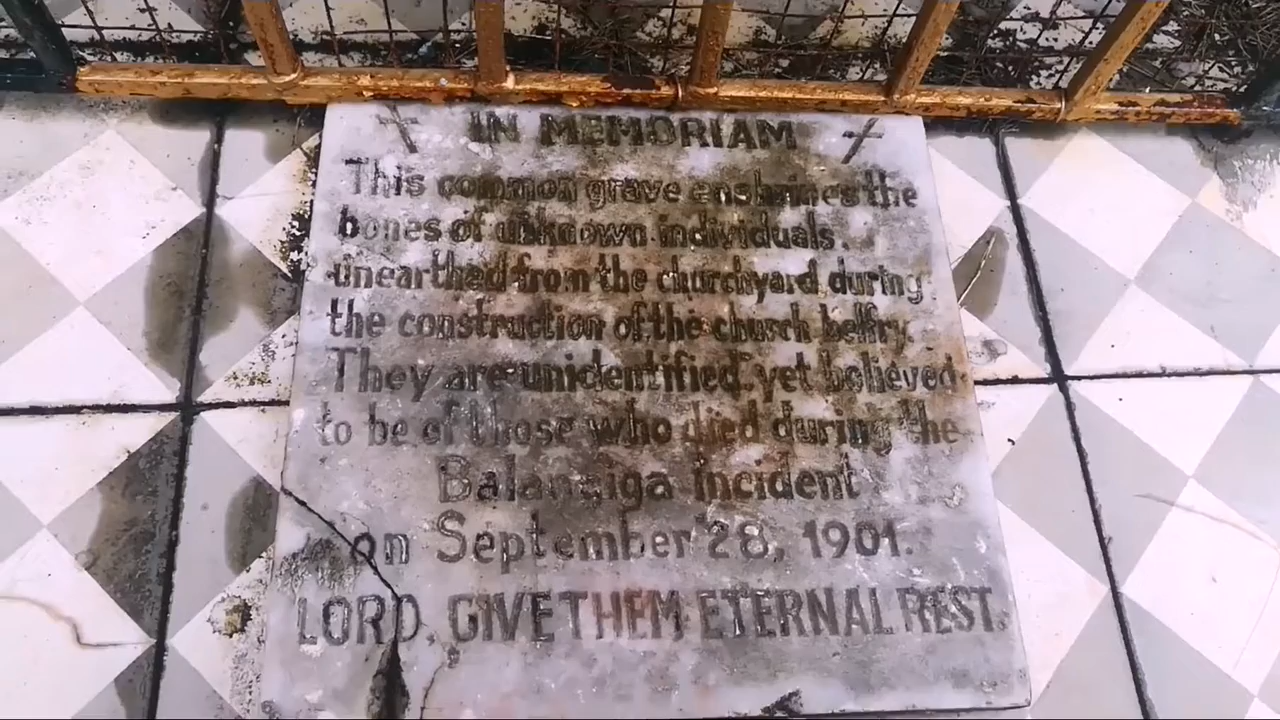 IN MEMORIAM
This common grave enshrines the
bones of unknown individuals
unearthed from the churchyard during
the construction of the church belfry.
They are unidentified yet believed
to be of those who died during the
Balangiga Incident
on September 28, 1901.
LORD, GIVE THEM ETERNAL REST.